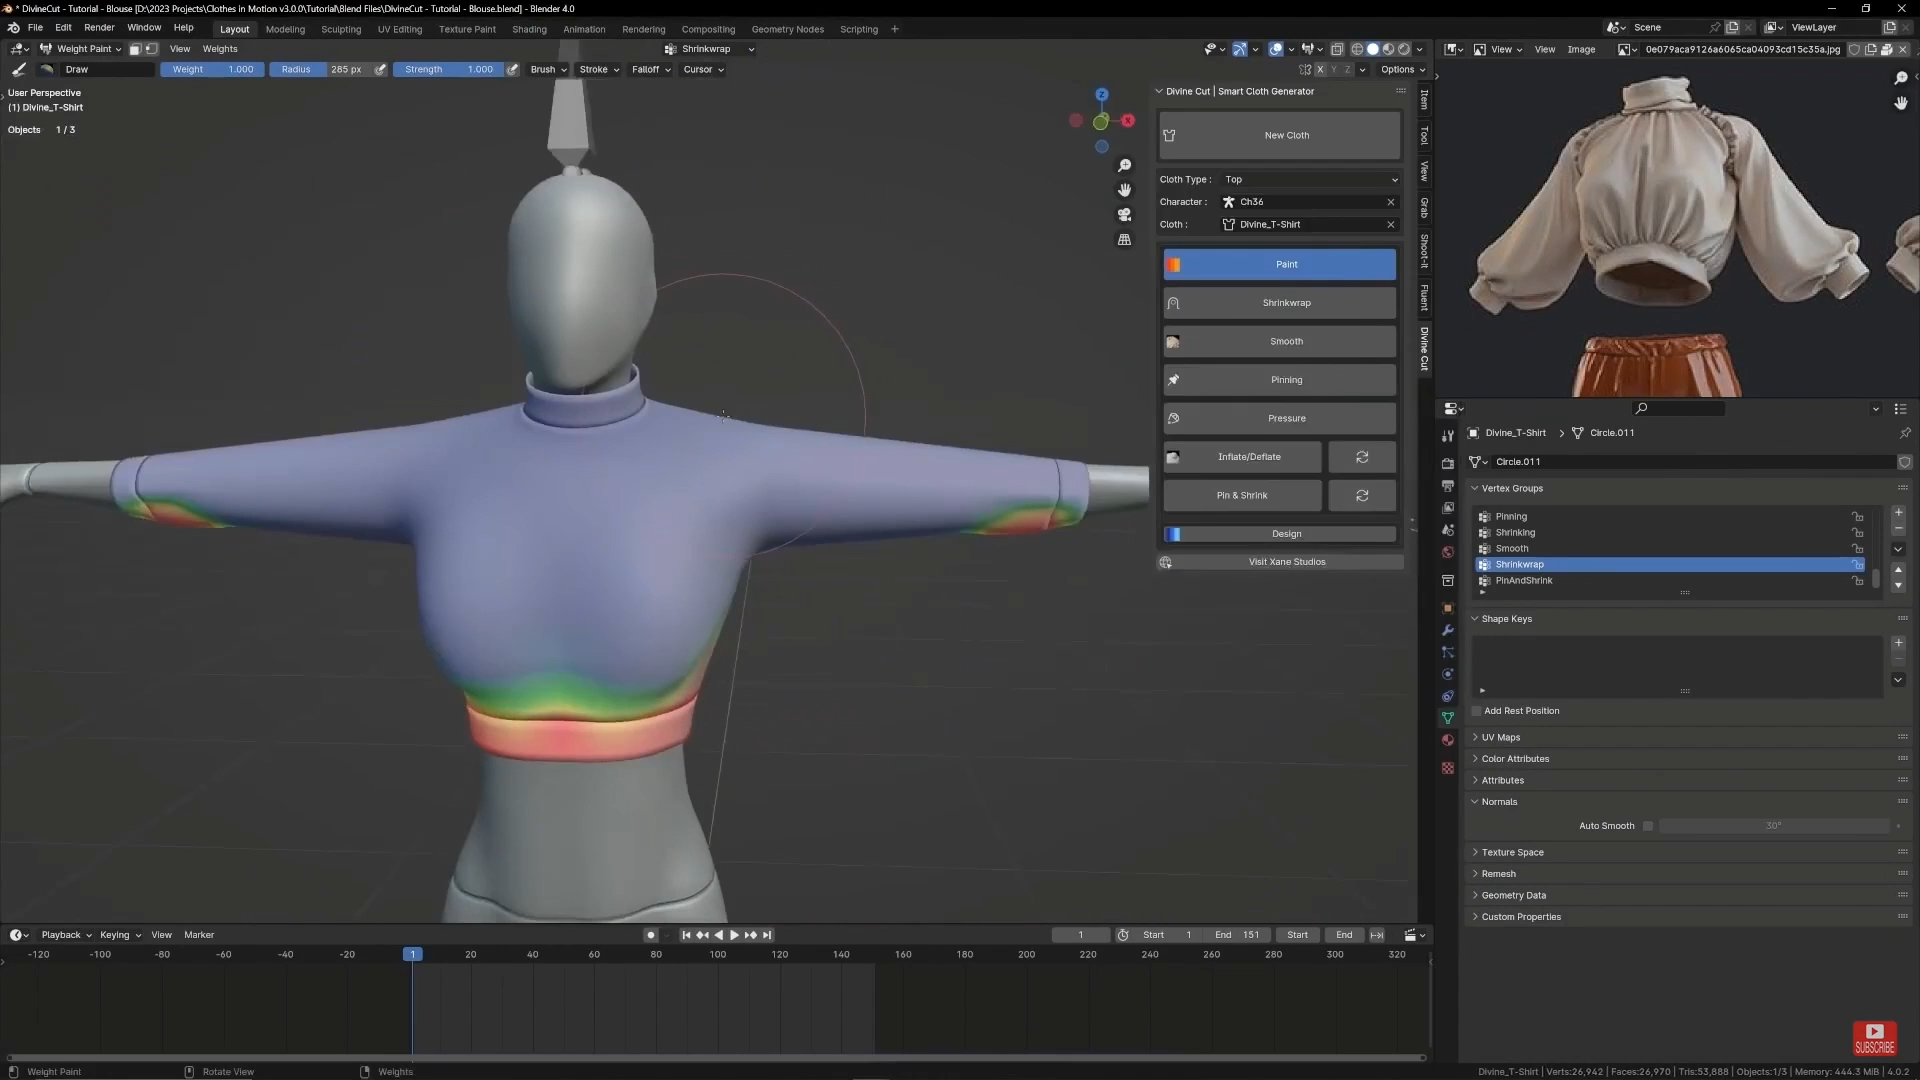 * DivineCut - Tutorial - Blouse [D:\2023 Projects\Clothes in Motion v3.0.0\Tutorial\Blend Files\DivineCut - Tutorial - Blouse.blend] - Blender 4.0
File Edit Render Window Help Layout Modeling Sculpting UV Editing Texture Paint Shading Animation Rendering Compositing Geometry Nodes Scripting + Scene ViewLayer
Weight Paint View Weights Shrinkwrap View View Image 0e079aca9126a6065ca04093cd15c35a.jpg
Draw Weight 1.000 Radius 285 px Strength 1.000 Brush Stroke Falloff Cursor X Y Z Options
User Perspective
(1) Divine_T-Shirt
Objects 1 / 3
Z
X
Divine Cut | Smart Cloth Generator
New Cloth
Cloth Type : Top
Character : Ch36
Cloth : Divine_T-Shirt
Paint
Shrinkwrap
Smooth
Pinning
Pressure
Inflate/Deflate
Pin & Shrink
Design
Visit Xane Studios
Item
Tool
View
Grab
Shoot-It
Fluent
Divine Cut
Divine_T-Shirt > Circle.011
Circle.011
Vertex Groups
Pinning
Shrinking
Smooth
Shrinkwrap
PinAndShrink
Shape Keys
Add Rest Position
UV Maps
Color Attributes
Attributes
Normals
Auto Smooth 30°
Texture Space
Remesh
Geometry Data
Custom Properties
Playback Keying View Marker 1 Start 1 End 151 Start End
-120 -100 -80 -60 -40 -20 1 20 40 60 80 100 120 140 160 180 200 220 240 260 280 300 320
SUBSCRIBE
Weight Paint Rotate View Weights Divine_T-Shirt | Verts:26,942 | Faces:26,970 | Tris:53,888 | Objects:1/3 | Memory: 444.3 MiB | 4.0.2